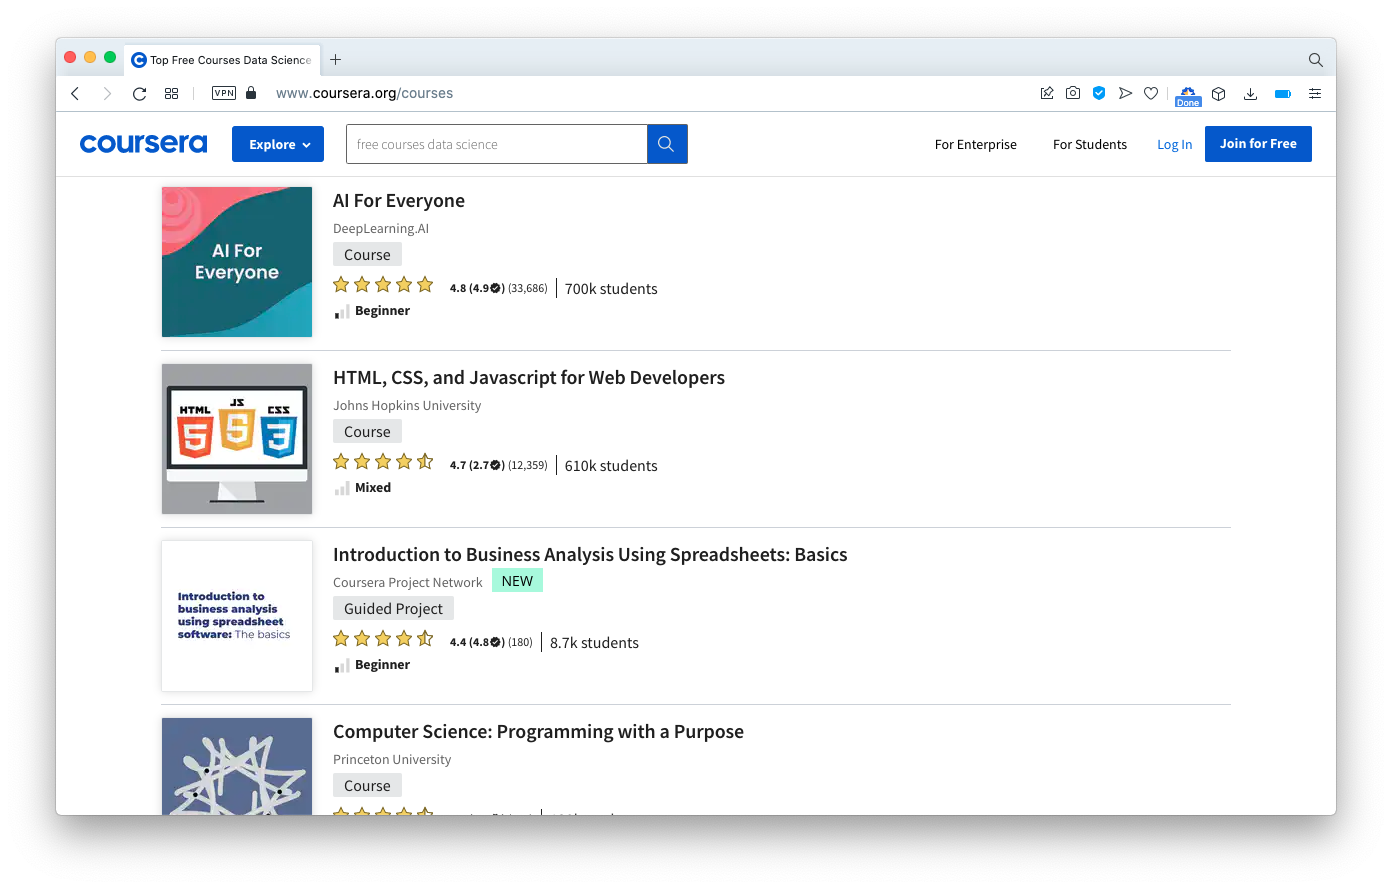 Top Free Courses Data Science
VPN
www.coursera.org/courses
Done
coursera
Explore
free courses data science
For Enterprise
For Students
Log In
Join for Free
AI For
Everyone
AI For Everyone
DeepLearning.AI
Course
4.8 (4.9) (33,686)
700k students
Beginner
HTML
JS
CSS
5
5
3
HTML, CSS, and Javascript for Web Developers
Johns Hopkins University
Course
4.7 (2.7) (12,359)
610k students
Mixed
Introduction to
business analysis
using spreadsheet
software: The basics
Introduction to Business Analysis Using Spreadsheets: Basics
Coursera Project Network NEW
Guided Project
4.4 (4.8) (180)
8.7k students
Beginner
Computer Science: Programming with a Purpose
Princeton University
Course